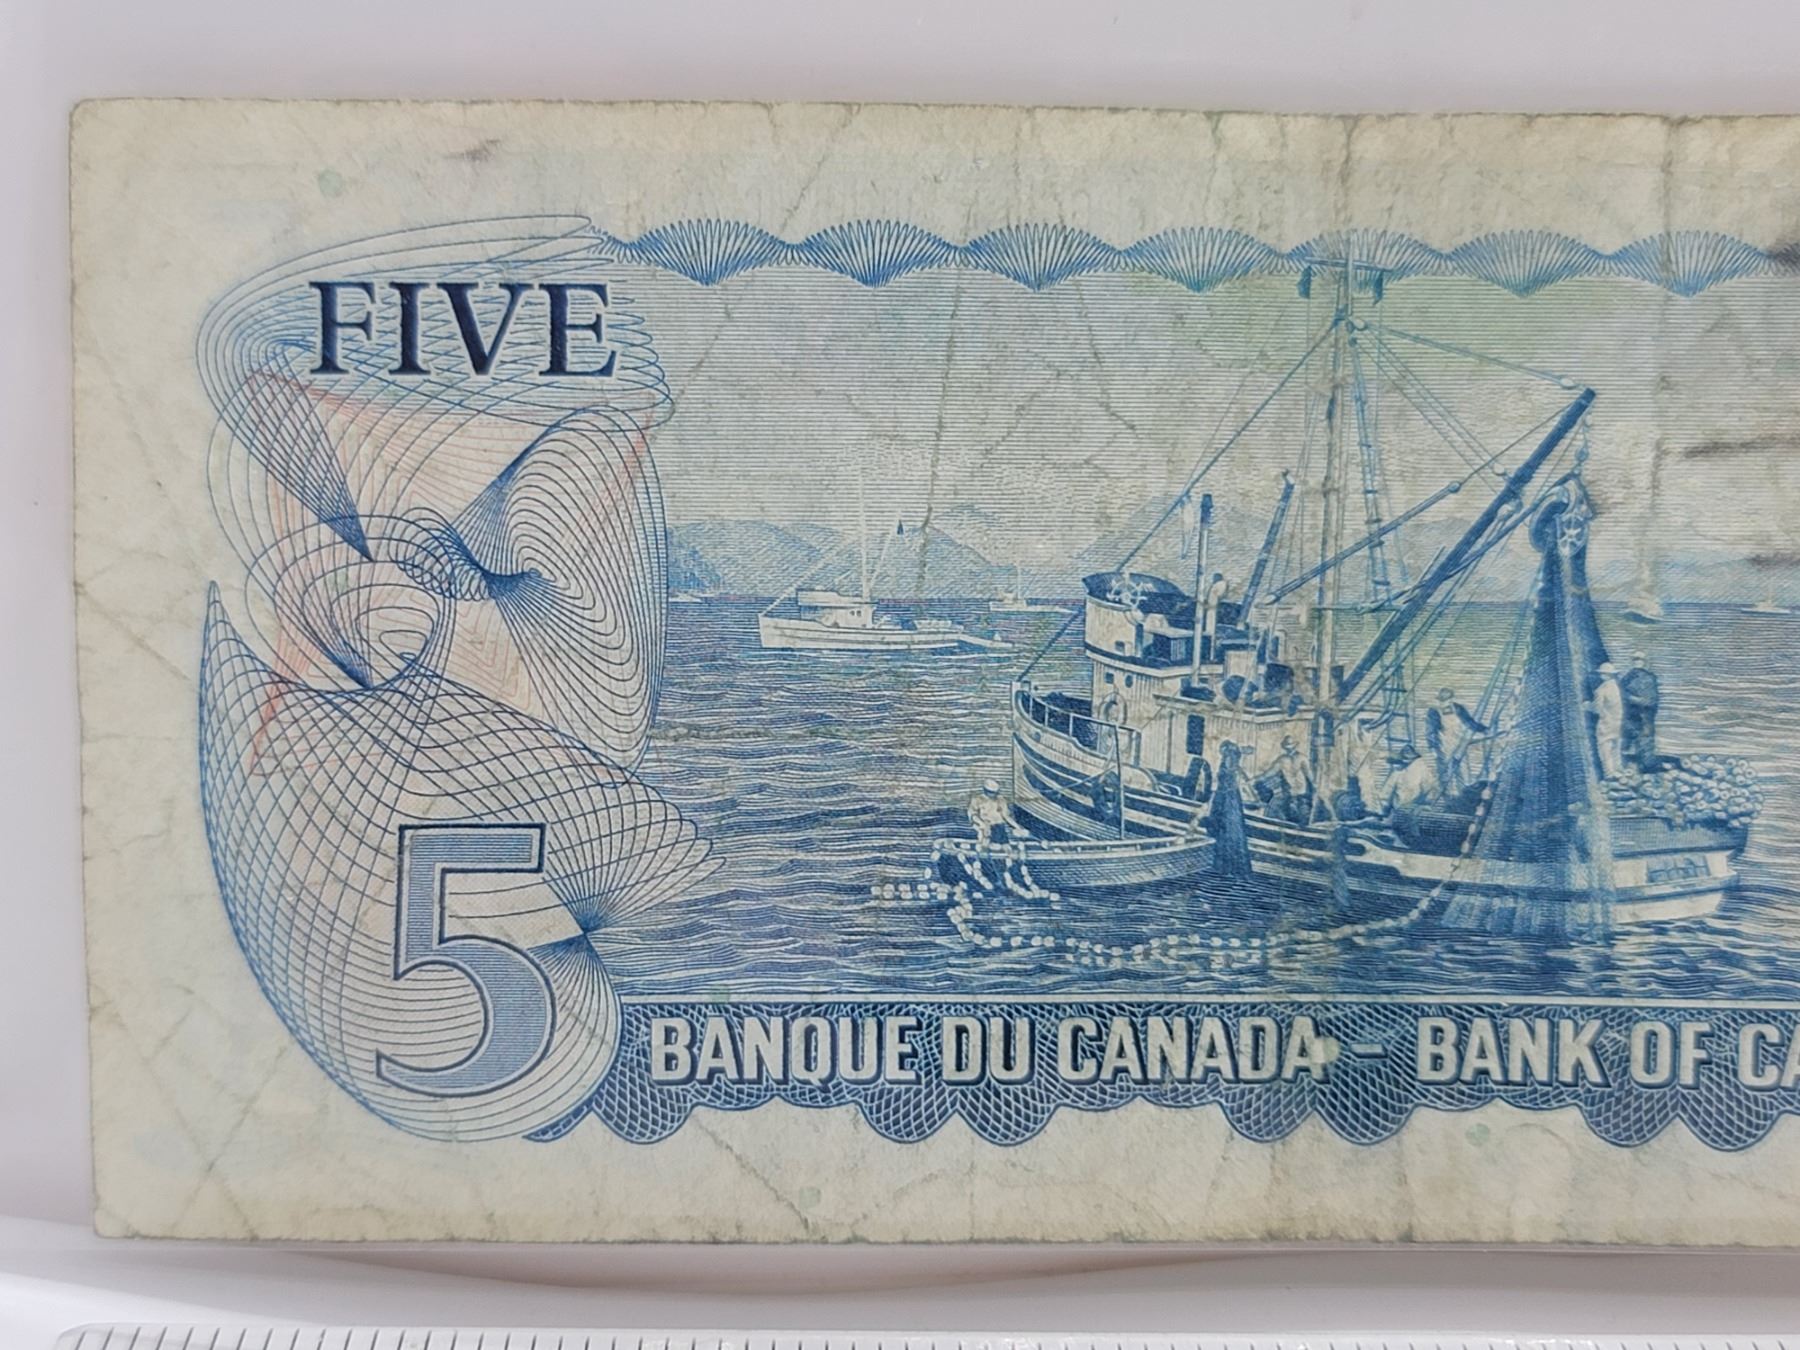 FIVE
5
BANQUE DU CANADA - BANK OF CA